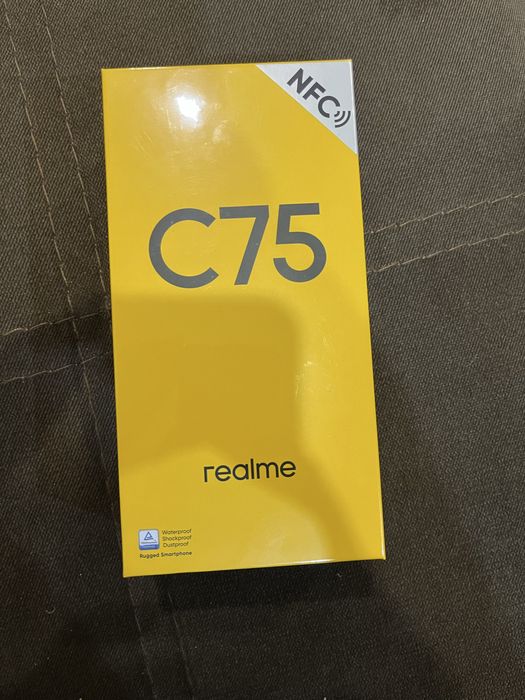 NFC
C75
realme
Waterproof
Shockproof
Dustproof
Rugged Smartphone